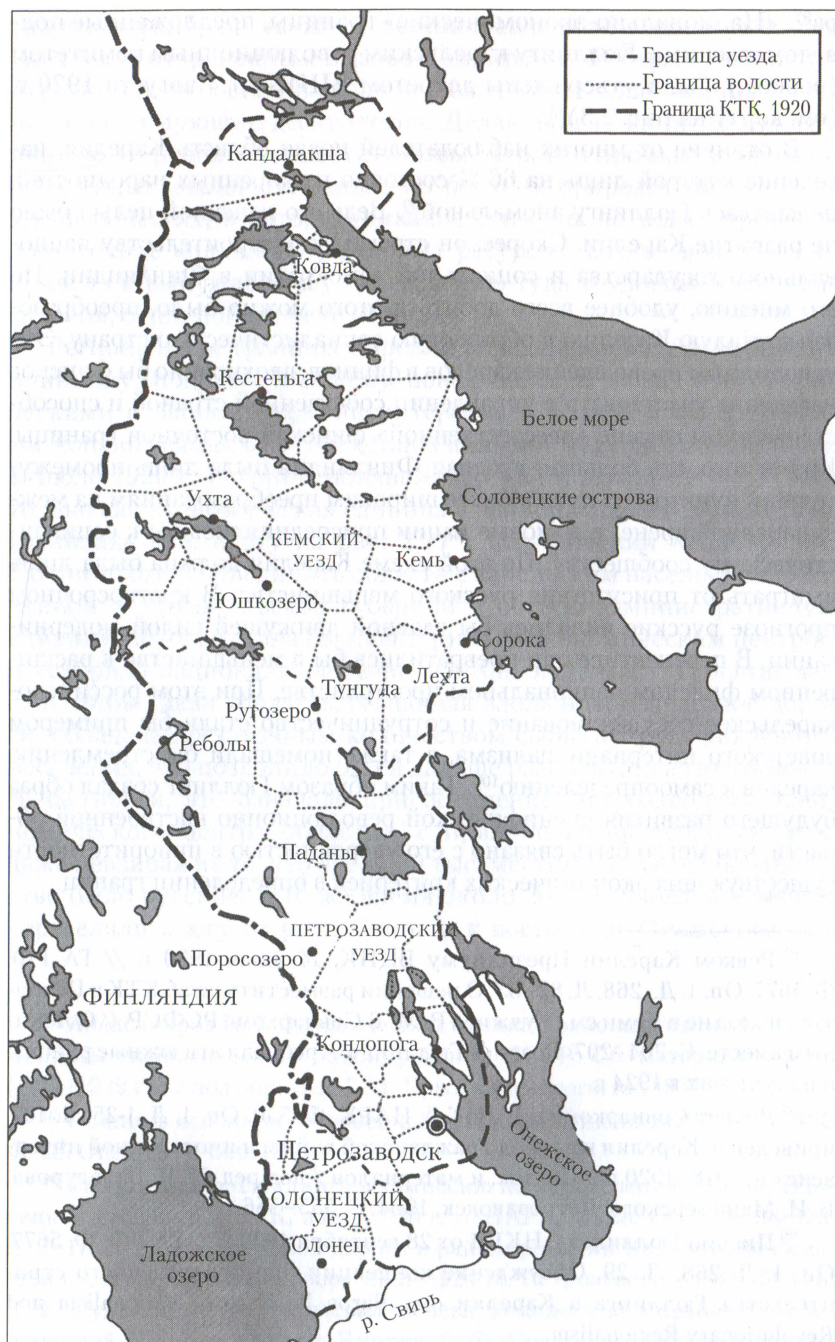 Граница уезда
Граница волости
Граница КТК, 1920
Кандалакша
Ковда
Кестеньга
Белое море
Ухта
Соловецкие острова
КЕМСКИЙ
УЕЗД
Кемь
Юшкозеро
Сорока
Лехта
Тунгуда
Ругозеро
Реболы
Паданы
ПЕТРОЗАВОДСКИЙ
УЕЗД
Поросозеро
ФИНЛЯНДИЯ
Кондопога
Онежское
озеро
Петрозаводск
ОЛОНЕЦКИЙ
УЕЗД
Олонец
Ладожское
озеро
р. Свирь